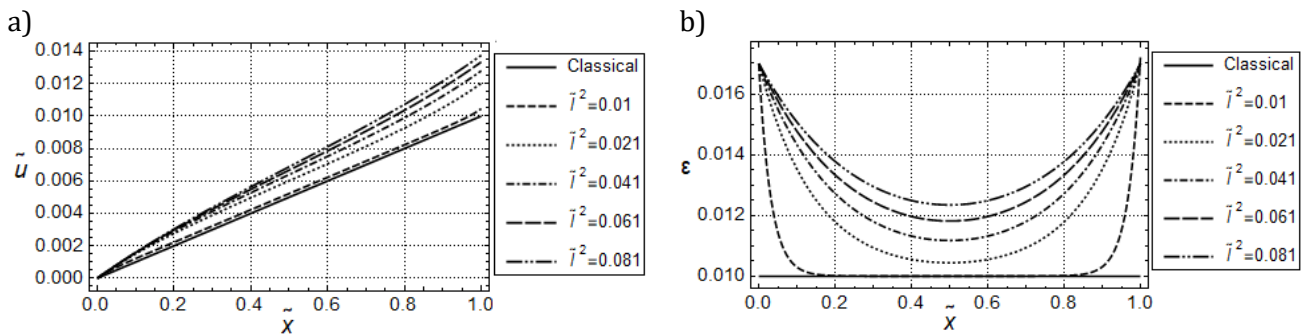 a)
0.014
0.012
0.010
0.008
0.006
0.004
0.002
0.000
ũ
0.0
0.2
0.4
0.6
0.8
1.0
x̃
Classical
l̃ ²=0.01
l̃ ²=0.021
l̃ ²=0.041
l̃ ²=0.061
l̃ ²=0.081
b)
0.016
0.014
0.012
0.010
ε
0.0
0.2
0.4
0.6
0.8
1.0
x̃
Classical
l̃ ²=0.01
l̃ ²=0.021
l̃ ²=0.041
l̃ ²=0.061
l̃ ²=0.081